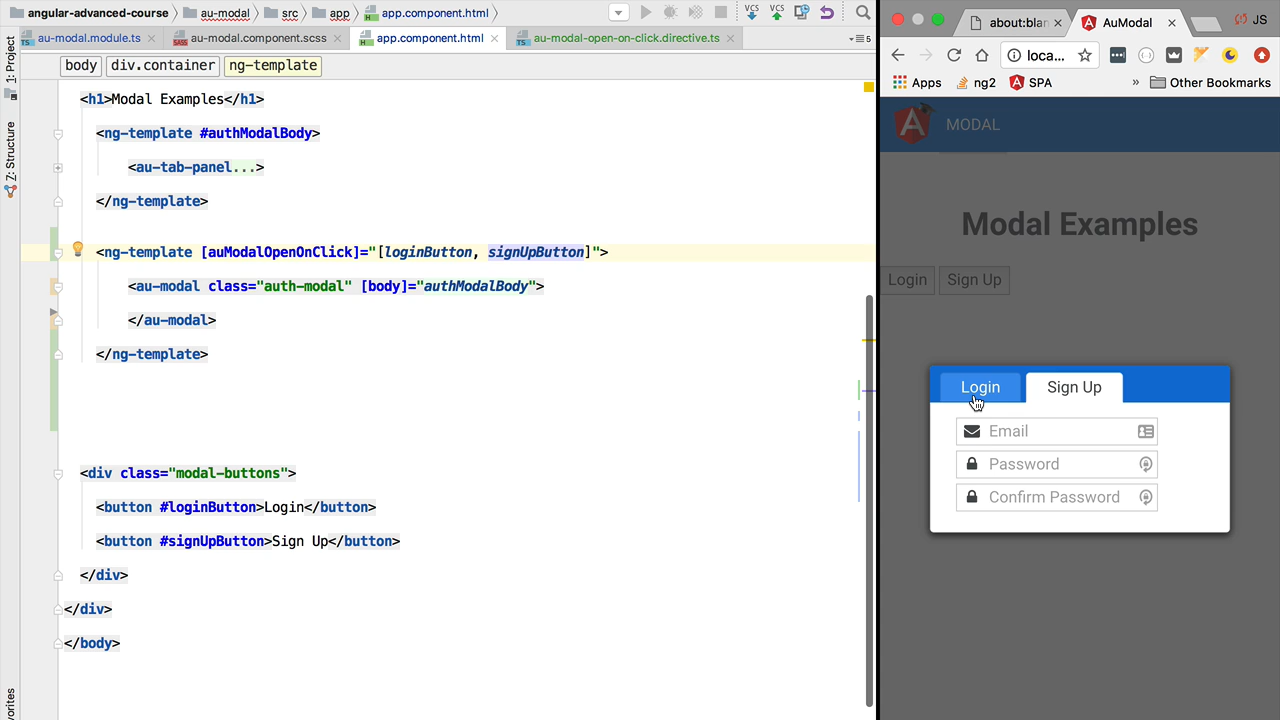 angular-advanced-course au-modal src app app.component.html
au-modal.module.ts au-modal.component.scss app.component.html au-modal-open-on-click.directive.ts
body div.container ng-template
1: Project
Z: Structure
<h1>Modal Examples</h1>
<ng-template #authModalBody>
<au-tab-panel...>
</ng-template>
<ng-template [auModalOpenOnClick]="[loginButton, signUpButton]">
<au-modal class="auth-modal" [body]="authModalBody">
</au-modal>
</ng-template>
<div class="modal-buttons">
<button #loginButton>Login</button>
<button #signUpButton>Sign Up</button>
</div>
</div>
</body>
VCS VCS
about:blan AuModal JS
loca...
Apps ng2 SPA » Other Bookmarks
MODAL
Modal Examples
Login Sign Up
Login Sign Up
Email
Password
Confirm Password